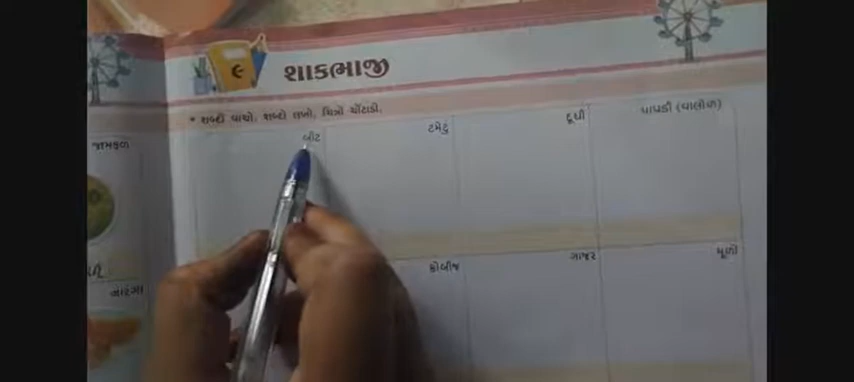 ૯ શાકભાજી
* શબ્દો વાંચો. શબ્દો લખો. ચિત્રો ચોંટાડો.
બીટ ટમેટું દૂધી પાપડી (વાલોળ)
કોબીજ ગાજર મૂળો
જામફળ
નારંગી